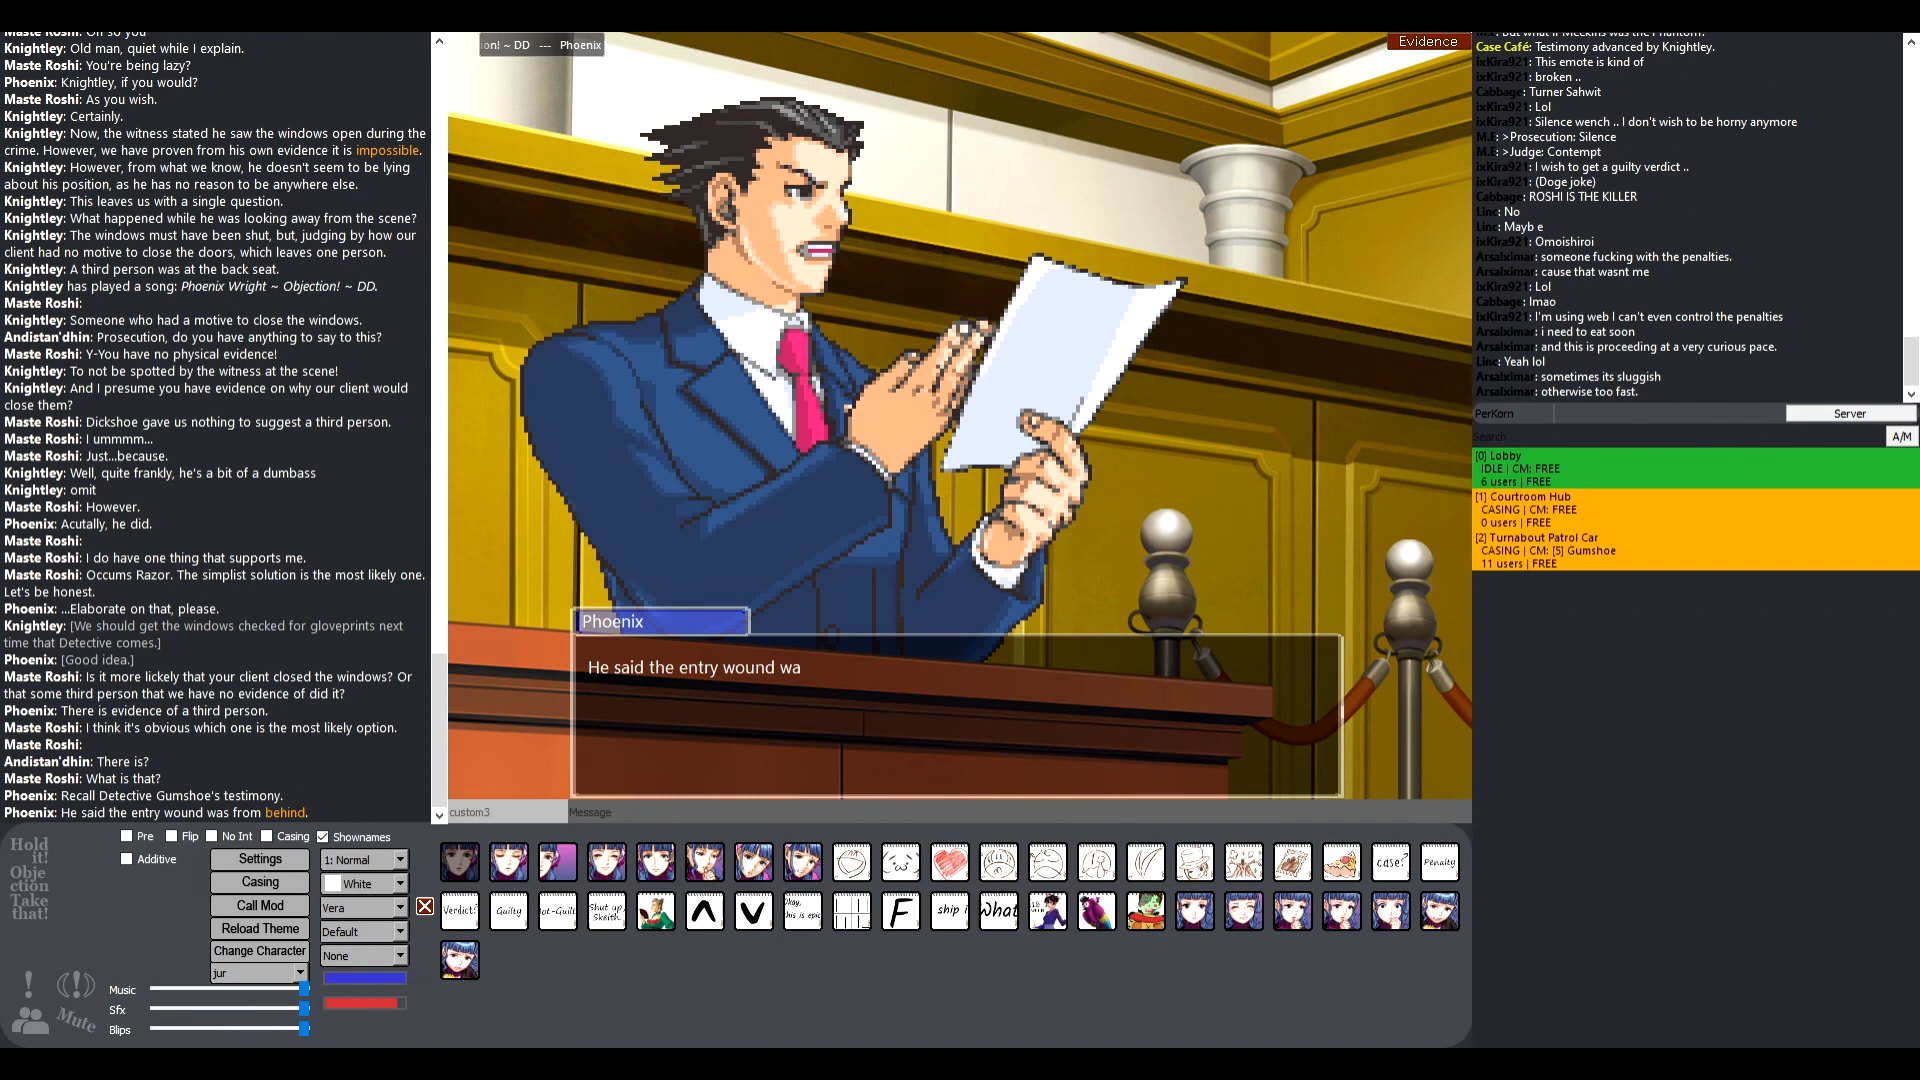 Maste Roshi: Oh so you
Knightley: Old man, quiet while I explain.
Maste Roshi: You're being lazy?
Phoenix: Knightley, if you would?
Maste Roshi: As you wish.
Knightley: Certainly.
Knightley: Now, the witness stated he saw the windows open during the
crime. However, we have proven from his own evidence it is impossible.
Knightley: However, from what we know, he doesn't seem to be lying
about his position, as he has no reason to be anywhere else.
Knightley: This leaves us with a single question.
Knightley: What happened while he was looking away from the scene?
Knightley: The windows must have been shut, but, judging by how our
client had no motive to close the doors, which leaves one person.
Knightley: A third person was at the back seat.
Knightley has played a song: Phoenix Wright ~ Objection! ~ DD.
Maste Roshi:
Knightley: Someone who had a motive to close the windows.
Andistan'dhin: Prosecution, do you have anything to say to this?
Maste Roshi: Y-You have no physical evidence!
Knightley: To not be spotted by the witness at the scene!
Knightley: And I presume you have evidence on why our client would
close them?
Maste Roshi: Dickshoe gave us nothing to suggest a third person.
Maste Roshi: I ummmm...
Maste Roshi: Just...because.
Knightley: Well, quite frankly, he's a bit of a dumbass
Knightley: omit
Maste Roshi: However.
Phoenix: Acutally, he did.
Maste Roshi:
Maste Roshi: I do have one thing that supports me.
Maste Roshi: Occums Razor. The simplist solution is the most likely one.
Let's be honest.
Phoenix: ...Elaborate on that, please.
Knightley: [We should get the windows checked for gloveprints next
time that Detective comes.]
Phoenix: [Good idea.]
Maste Roshi: Is it more lickely that your client closed the windows? Or
that some third person that we have no evidence of did it?
Phoenix: There is evidence of a third person.
Maste Roshi: I think it's obvious which one is the most likely option.
Maste Roshi:
Andistan'dhin: There is?
Maste Roshi: What is that?
Phoenix: Recall Detective Gumshoe's testimony.
Phoenix: He said the entry wound was from behind.
on! ~ DD --- Phoenix
Evidence
Phoenix
He said the entry wound wa
custom3
Message
M.E: But what if Meekins was the Phantom?
Case Café: Testimony advanced by Knightley.
ixKira921: This emote is kind of
ixKira921: broken ..
Cabbage: Turner Sahwit
ixKira921: Lol
ixKira921: Silence wench .. I don't wish to be horny anymore
M.E: >Prosecution: Silence
M.E: >Judge: Contempt
ixKira921: I wish to get a guilty verdict ..
ixKira921: (Doge joke)
Cabbage: ROSHI IS THE KILLER
Linc: No
Linc: Mayb e
ixKira921: Omoishiroi
Arsalximar: someone fucking with the penalties.
Arsalximar: cause that wasnt me
ixKira921: Lol
Cabbage: lmao
ixKira921: I'm using web I can't even control the penalties
Arsalximar: i need to eat soon
Arsalximar: and this is proceeding at a very curious pace.
Linc: Yeah lol
Arsalximar: sometimes its sluggish
Arsalximar: otherwise too fast.
PerKorn
Server
Search
A/M
[0] Lobby
IDLE | CM: FREE
6 users | FREE
[1] Courtroom Hub
CASING | CM: FREE
0 users | FREE
[2] Turnabout Patrol Car
CASING | CM: [5] Gumshoe
11 users | FREE
Hold
it!
Obje
ction
Take
that!
Pre
Flip
No Int
Casing
Shownames
Additive
Settings
1: Normal
Casing
White
Call Mod
Vera
Reload Theme
Default
Change Character
None
jur
Music
Sfx
Blips
Mute
case?
Penalty
Verdict?
Guilty
ot-Guilt
Shut up,
Skeith.
Okay,
his is epic
F
ship i
What